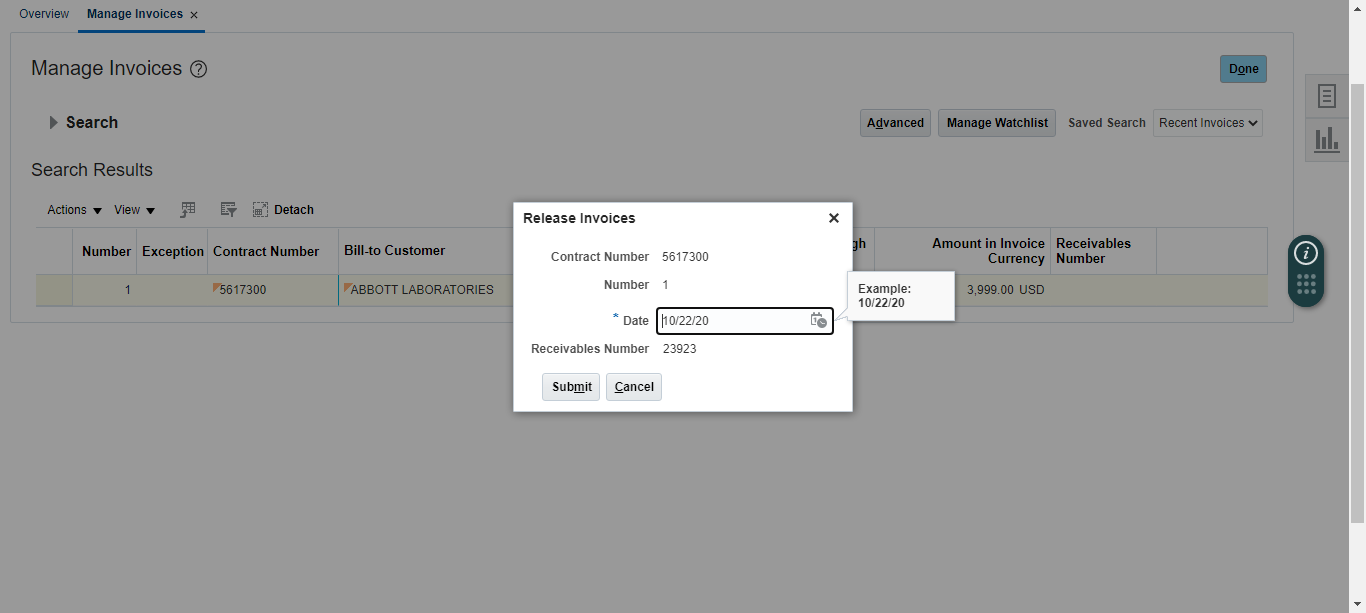 Overview
Manage Invoices
Manage Invoices
Done
Search
Advanced
Manage Watchlist
Saved Search
Recent Invoices
Search Results
Actions
View
Detach
Number
Exception
Contract Number
Bill-to Customer
gh
Amount in Invoice
Currency
Receivables
Number
1
5617300
ABBOTT LABORATORIES
3,999.00 USD
Release Invoices
Contract Number 5617300
Number 1
* Date 10/22/20
Receivables Number 23923
Submit
Cancel
Example:
10/22/20